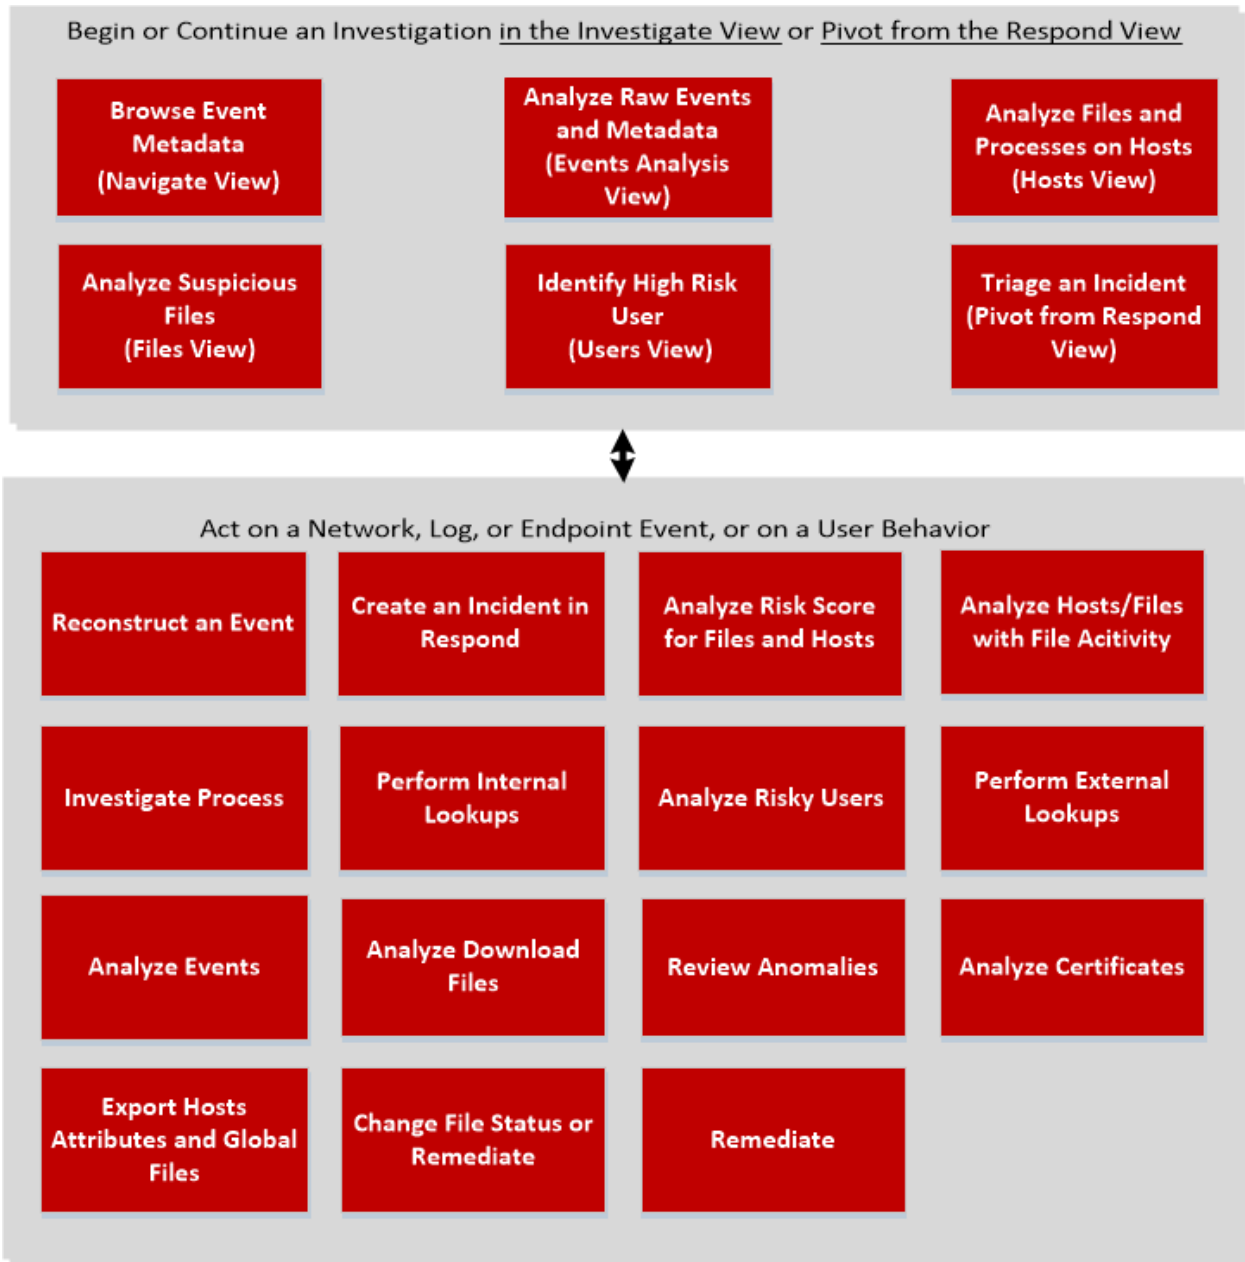 Begin or Continue an Investigation in the Investigate View or Pivot from the Respond View
Browse Event
Metadata
(Navigate View)
Analyze Raw Events
and Metadata
(Events Analysis
View)
Analyze Files and
Processes on Hosts
(Hosts View)
Analyze Suspicious
Files
(Files View)
Identify High Risk
User
(Users View)
Triage an Incident
(Pivot from Respond
View)
Act on a Network, Log, or Endpoint Event, or on a User Behavior
Reconstruct an Event
Create an Incident in
Respond
Analyze Risk Score
for Files and Hosts
Analyze Hosts/Files
with File Acitivity
Investigate Process
Perform Internal
Lookups
Analyze Risky Users
Perform External
Lookups
Analyze Events
Analyze Download
Files
Review Anomalies
Analyze Certificates
Export Hosts
Attributes and Global
Files
Change File Status or
Remediate
Remediate